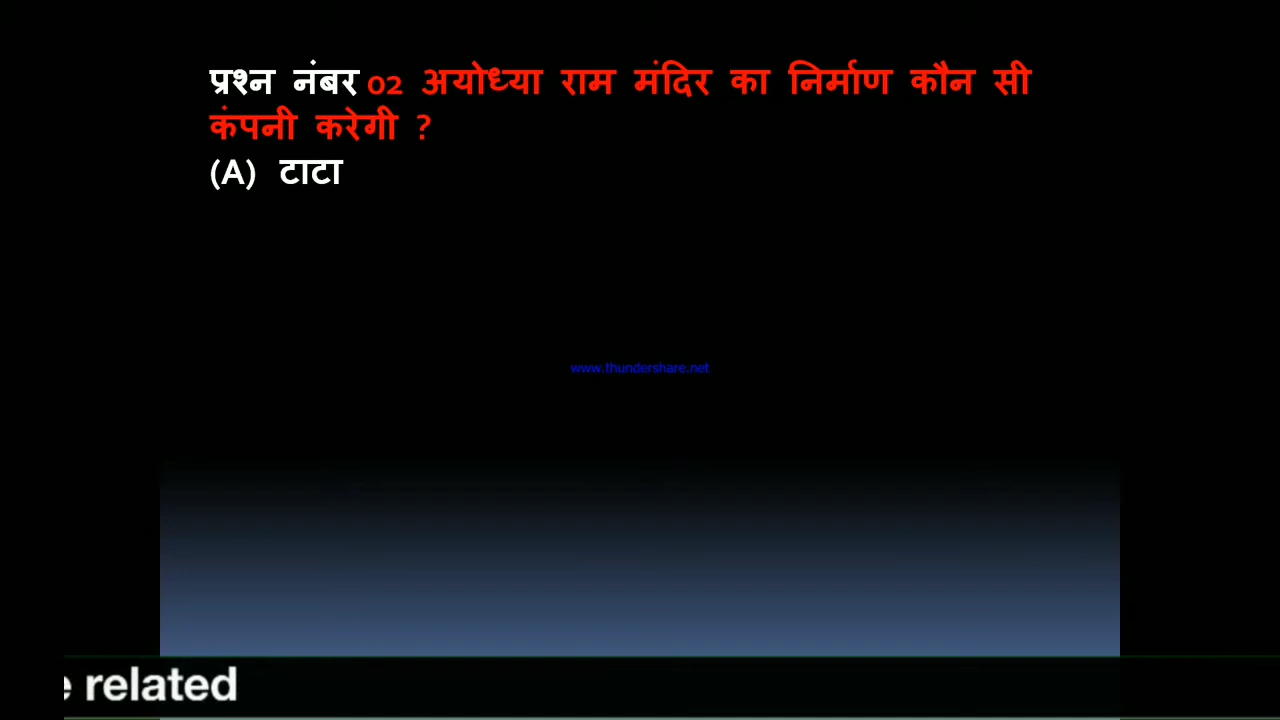 प्रश्न नंबर 02 अयोध्या राम मंदिर का निर्माण कौन सी
कंपनी करेगी ?
(A) टाटा
www.thundershare.net
e related